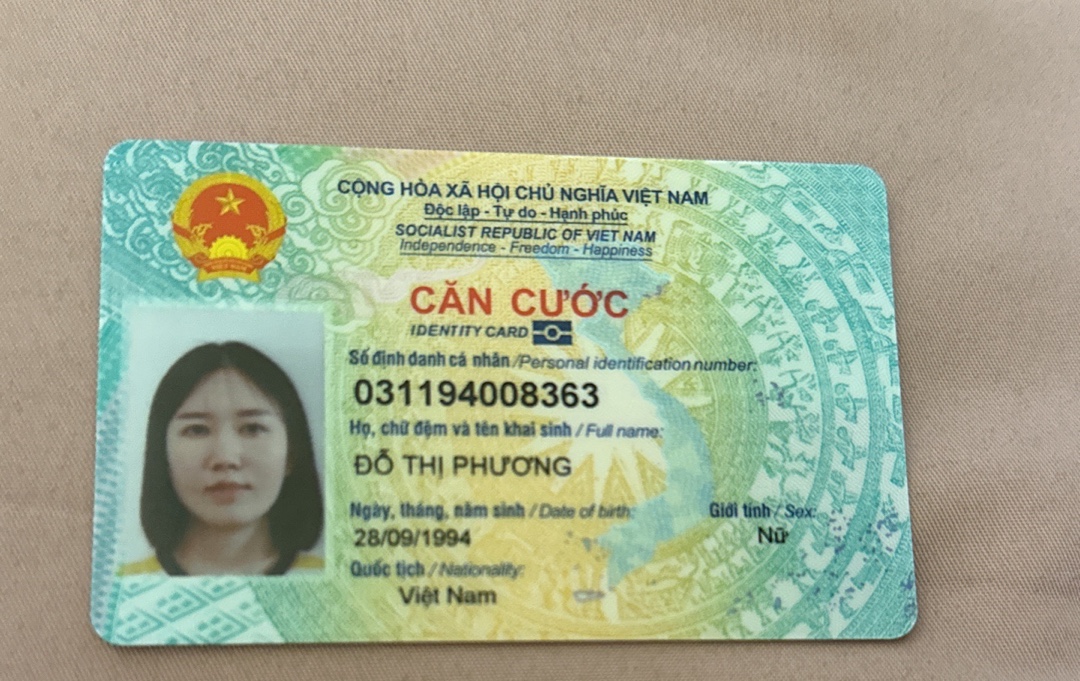 CỘNG HÒA XÃ HỘI CHỦ NGHĨA VIỆT NAM
Độc lập - Tự do - Hạnh phúc
SOCIALIST REPUBLIC OF VIET NAM
Independence - Freedom - Happiness
CĂN CƯỚC
IDENTITY CARD
Số định danh cá nhân / Personal identification number:
031194008363
Họ, chữ đệm và tên khai sinh / Full name:
ĐỖ THỊ PHƯƠNG
Ngày, tháng, năm sinh / Date of birth: Giới tính / Sex:
28/09/1994 Nữ
Quốc tịch / Nationality:
Việt Nam